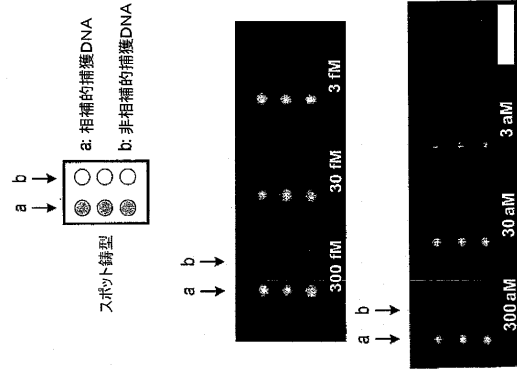 スポット鋳型
a b
a: 相補的捕獲DNA
b: 非相補的捕獲DNA
a b
300 fM 30 fM 3 fM
a b
300 aM 30 aM 3 aM